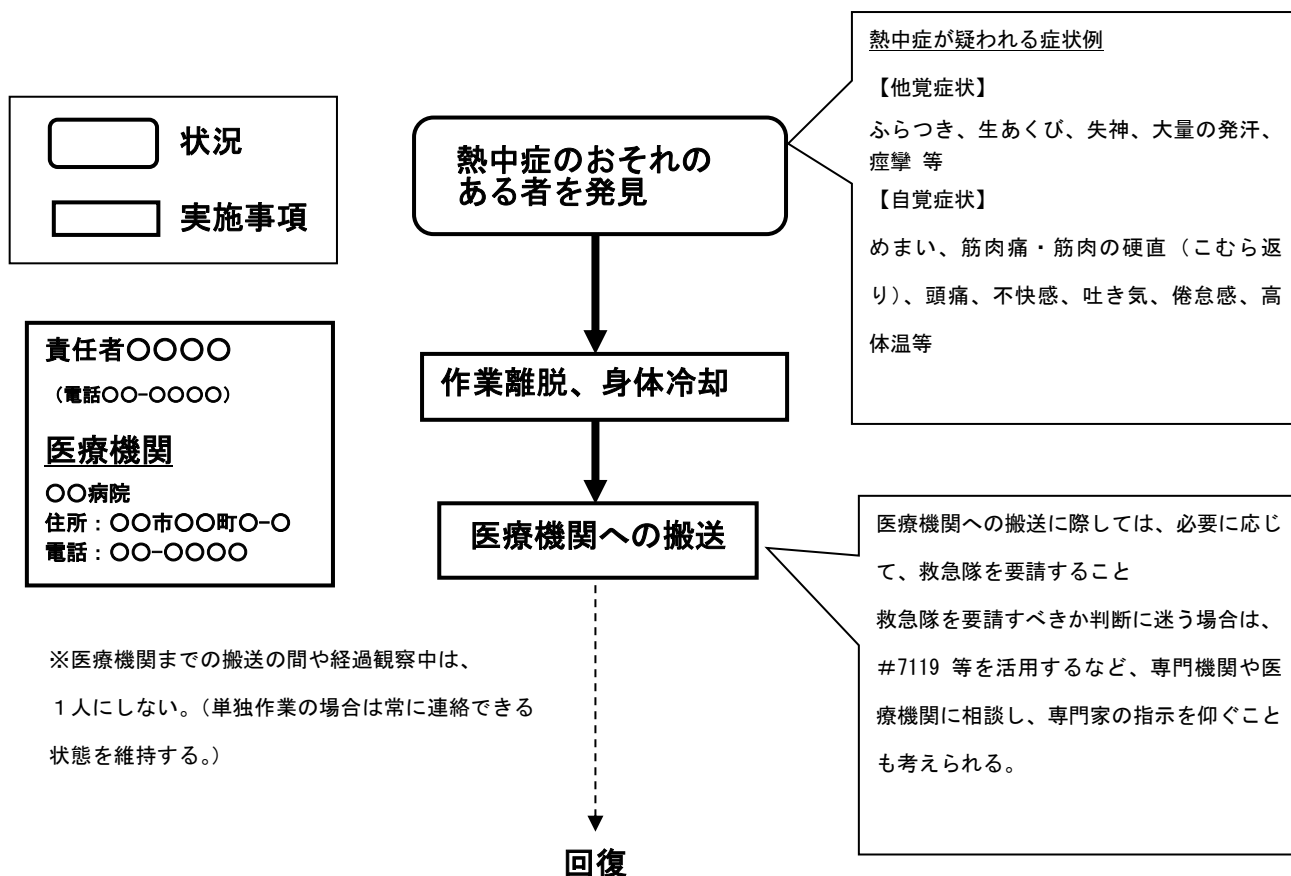 状況
実施事項
責任者〇〇〇〇
（電話〇〇-〇〇〇〇）
医療機関
〇〇病院
住所：〇〇市〇〇町〇-〇
電話：〇〇-〇〇〇〇
※医療機関までの搬送の間や経過観察中は、
１人にしない。（単独作業の場合は常に連絡できる
状態を維持する。）
熱中症のおそれの
ある者を発見
作業離脱、身体冷却
医療機関への搬送
回復
熱中症が疑われる症状例
【他覚症状】
ふらつき、生あくび、失神、大量の発汗、
痙攣 等
【自覚症状】
めまい、筋肉痛・筋肉の硬直（こむら返
り）、頭痛、不快感、吐き気、倦怠感、高
体温等
医療機関への搬送に際しては、必要に応じ
て、救急隊を要請すること
救急隊を要請すべきか判断に迷う場合は、
＃7119 等を活用するなど、専門機関や医
療機関に相談し、専門家の指示を仰ぐこと
も考えられる。